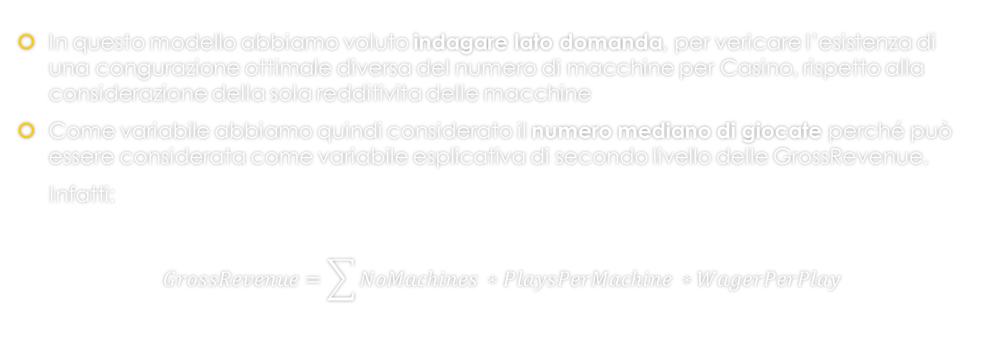 In questo modello abbiamo voluto indagare lato domanda, per vericare l'esistenza di
una congurazione ottimale diversa del numero di macchine per Casino, rispetto alla
considerazione della sola redditivita delle macchine
Come variabile abbiamo quindi considerato il numero mediano di giocate perché può
essere considerata come variabile esplicativa di secondo livello delle GrossRevenue.
Infatti:
GrossRevenue = ∑ NoMachines * PlaysPerMachine * WagerPerPlay